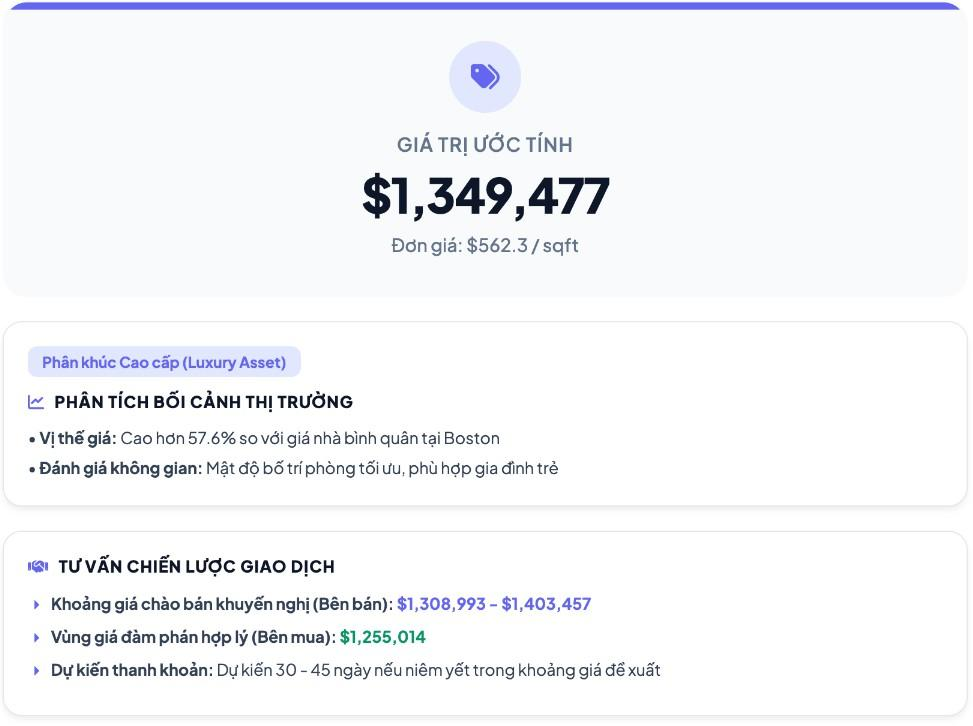 GIÁ TRỊ ƯỚC TÍNH
$1,349,477
Đơn giá: $562.3 / sqft
Phân khúc Cao cấp (Luxury Asset)
PHÂN TÍCH BỐI CẢNH THỊ TRƯỜNG
• Vị thế giá: Cao hơn 57.6% so với giá nhà bình quân tại Boston
• Đánh giá không gian: Mật độ bố trí phòng tối ưu, phù hợp gia đình trẻ
TƯ VẤN CHIẾN LƯỢC GIAO DỊCH
Khoảng giá chào bán khuyến nghị (Bên bán): $1,308,993 - $1,403,457
Vùng giá đàm phán hợp lý (Bên mua): $1,255,014
Dự kiến thanh khoản: Dự kiến 30 - 45 ngày nếu niêm yết trong khoảng giá đề xuất